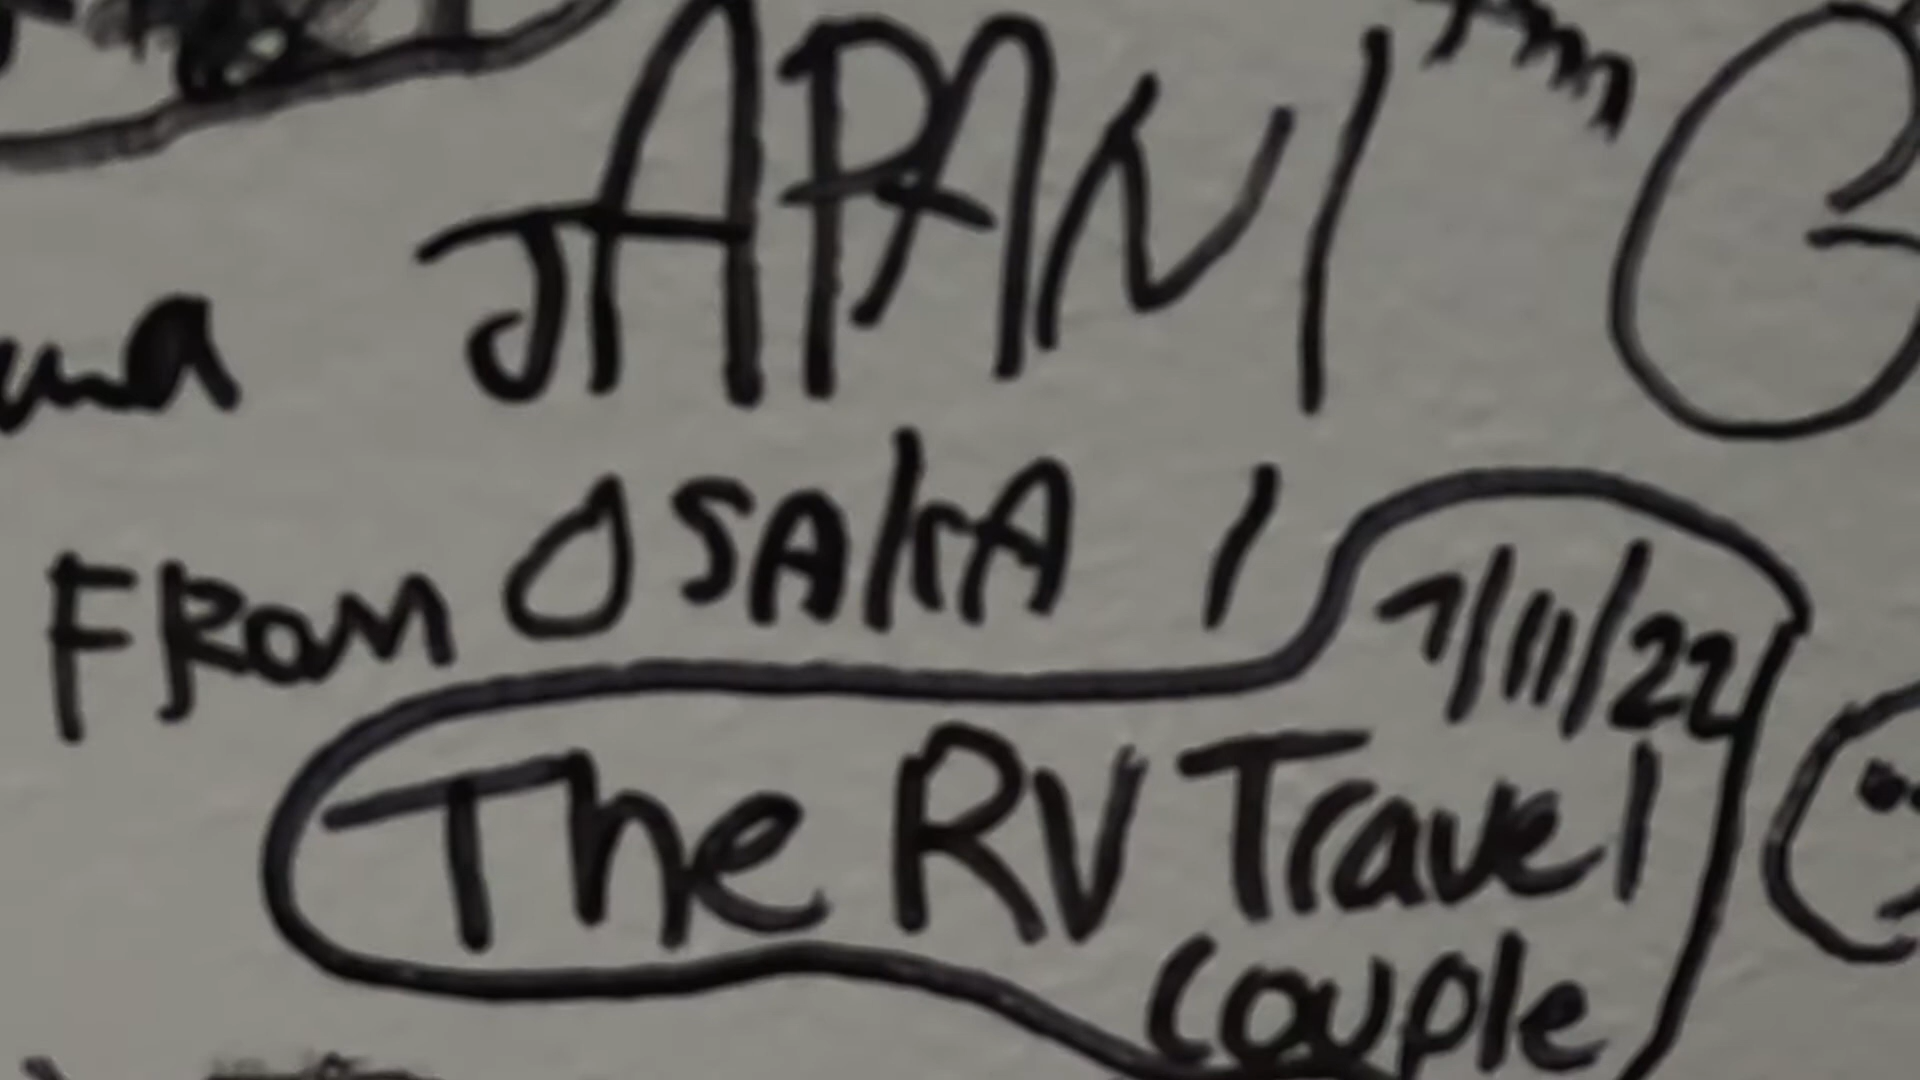 JAPAN!
FROM OSAKA !
7/11/22
The RV Travel
Couple